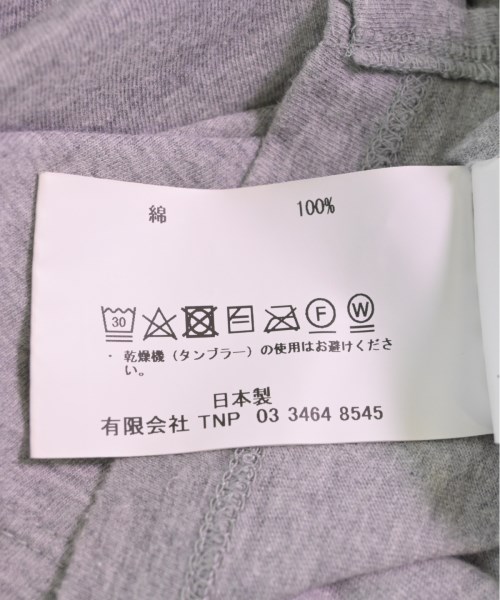 綿 100%
30 F W
・ 乾燥機（タンブラー）の使用はお避けくださ
い。
日本製
有限会社 TNP 03 3464 8545